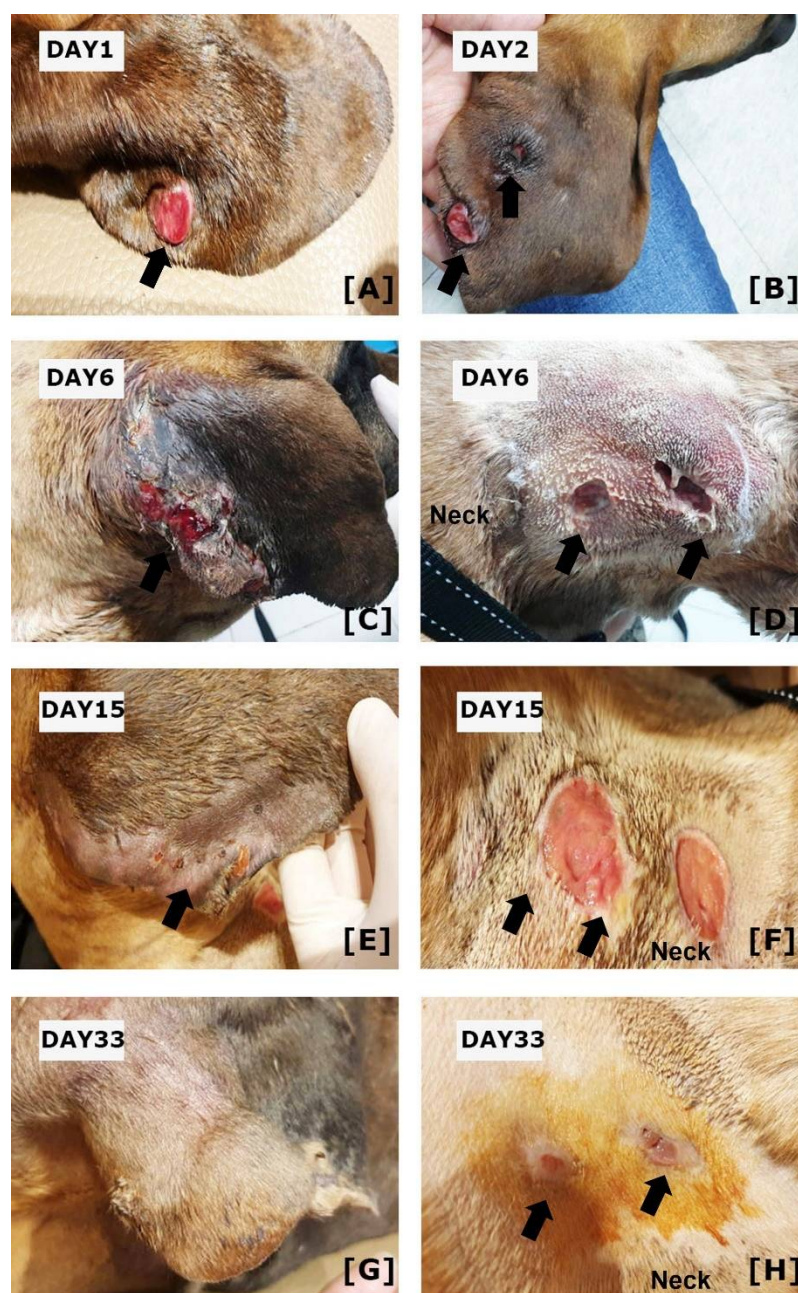 DAY1
[A]
DAY2
[B]
DAY6
[C]
DAY6
Neck
[D]
DAY15
[E]
DAY15
Neck
[F]
DAY33
[G]
DAY33
Neck
[H]